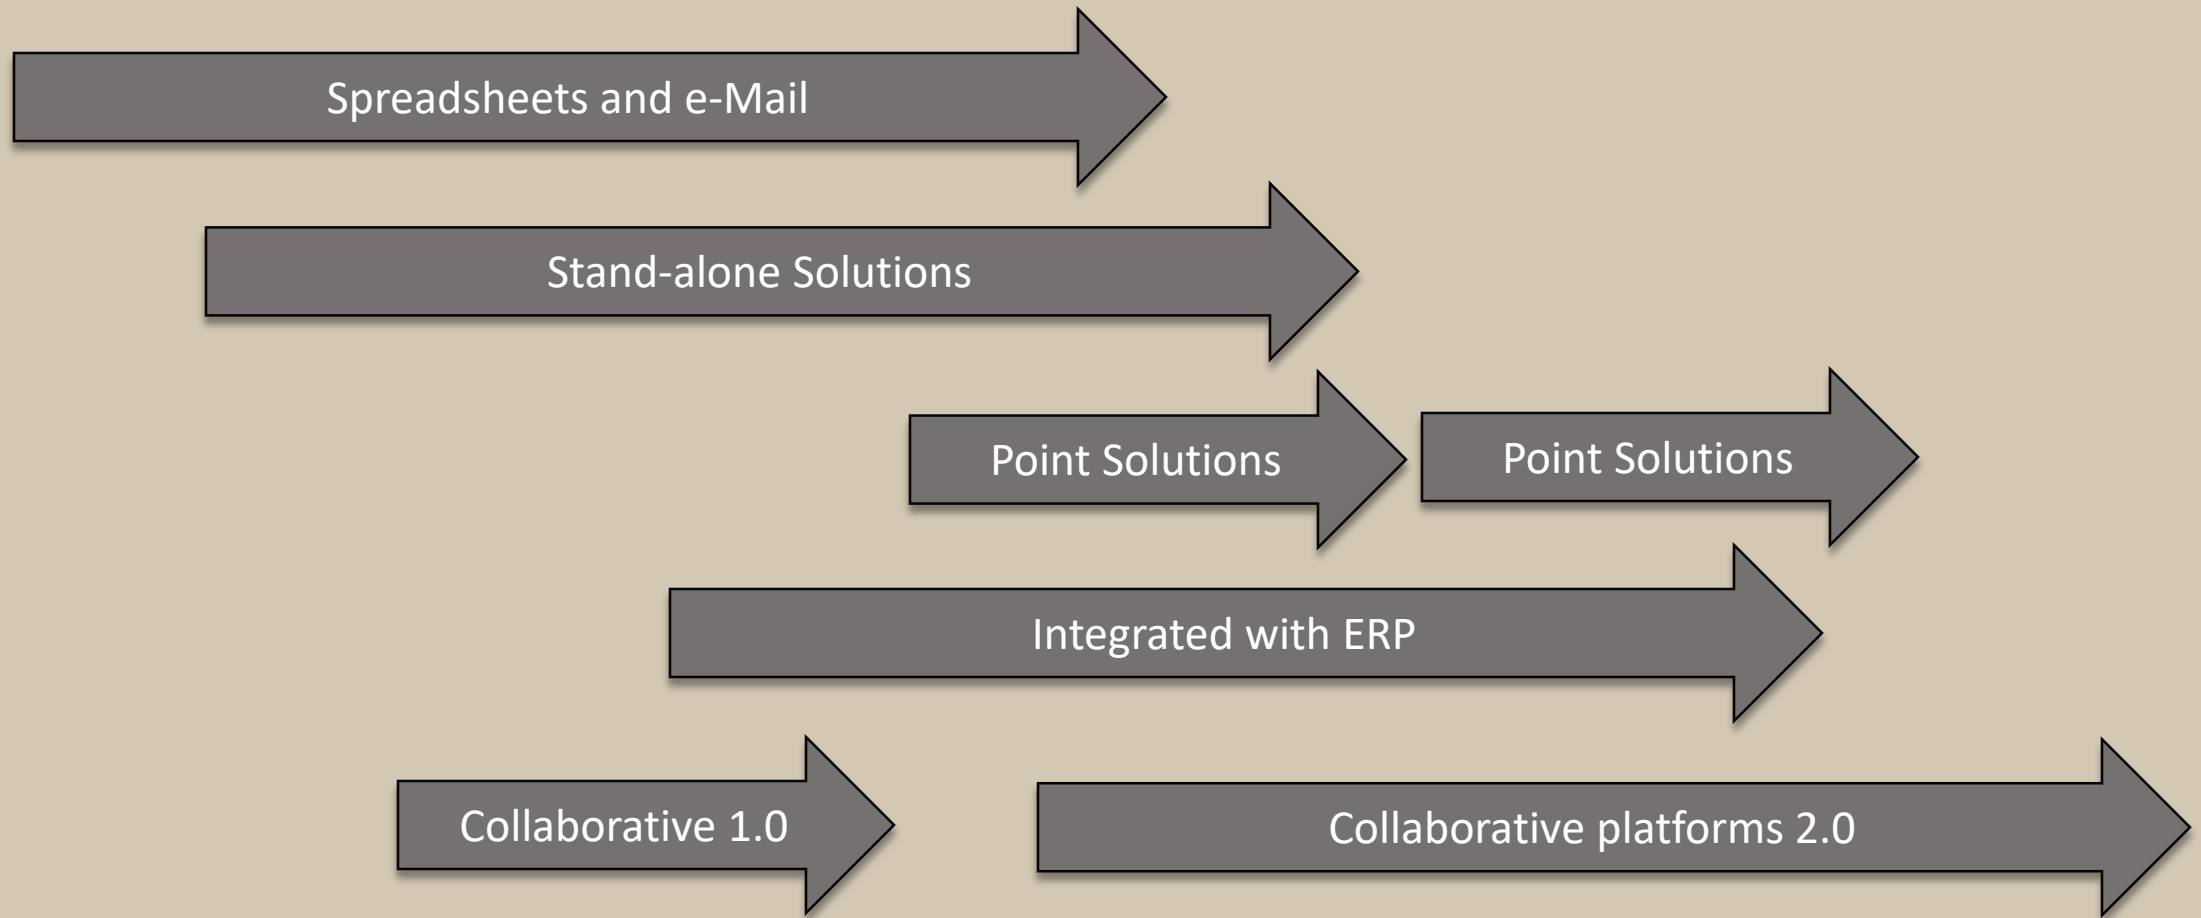 Spreadsheets and e-Mail
Stand-alone Solutions
Point Solutions
Point Solutions
Integrated with ERP
Collaborative 1.0
Collaborative platforms 2.0